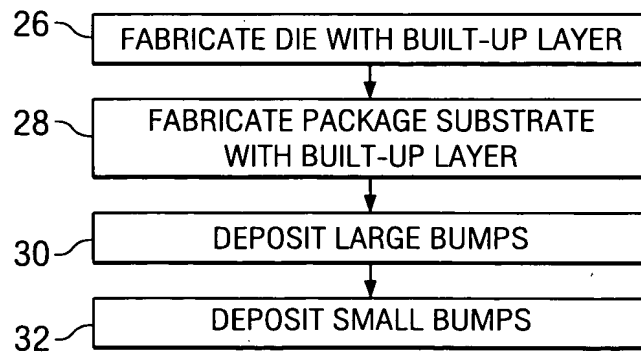 26
FABRICATE DIE WITH BUILT-UP LAYER
28
FABRICATE PACKAGE SUBSTRATE
WITH BUILT-UP LAYER
30
DEPOSIT LARGE BUMPS
32
DEPOSIT SMALL BUMPS